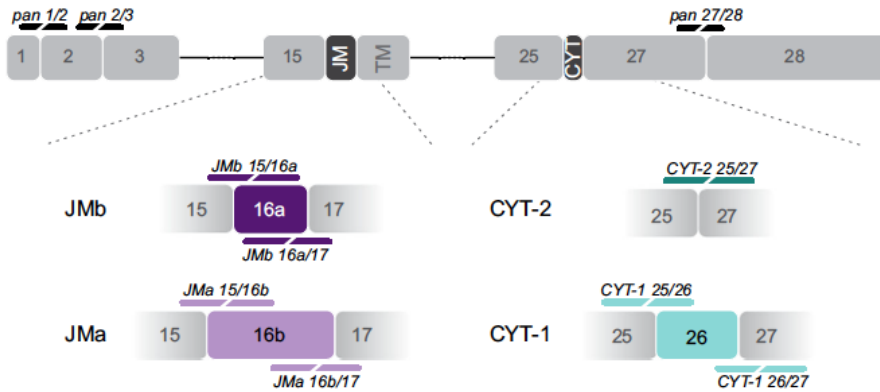 pan 1/2 pan 2/3 pan 27/28
1 2 3 15 JM TM 25 CYT 27 28
JMb 15/16a CYT-2 25/27
JMb 15 16a 17 CYT-2 25 27
JMb 16a/17
JMa 15/16b CYT-1 25/26
JMa 15 16b 17 CYT-1 25 26 27
JMa 16b/17 CYT-1 26/27